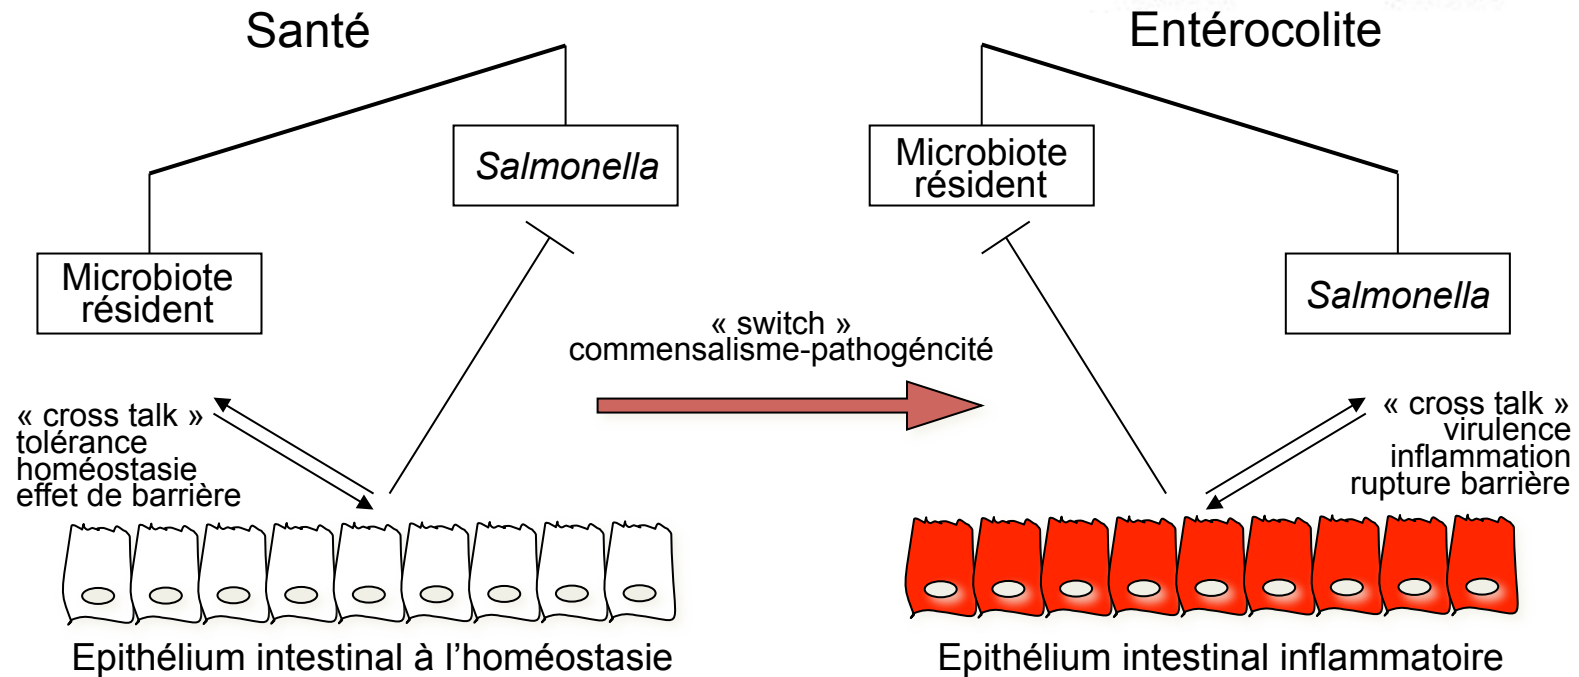 Santé
Salmonella
Microbiote
résident
« cross talk »
tolérance
homéostasie
effet de barrière
Epithélium intestinal à l’homéostasie
« switch »
commensalisme-pathogéncité
Entérocolite
Microbiote
résident
Salmonella
« cross talk »
virulence
inflammation
rupture barrière
Epithélium intestinal inflammatoire